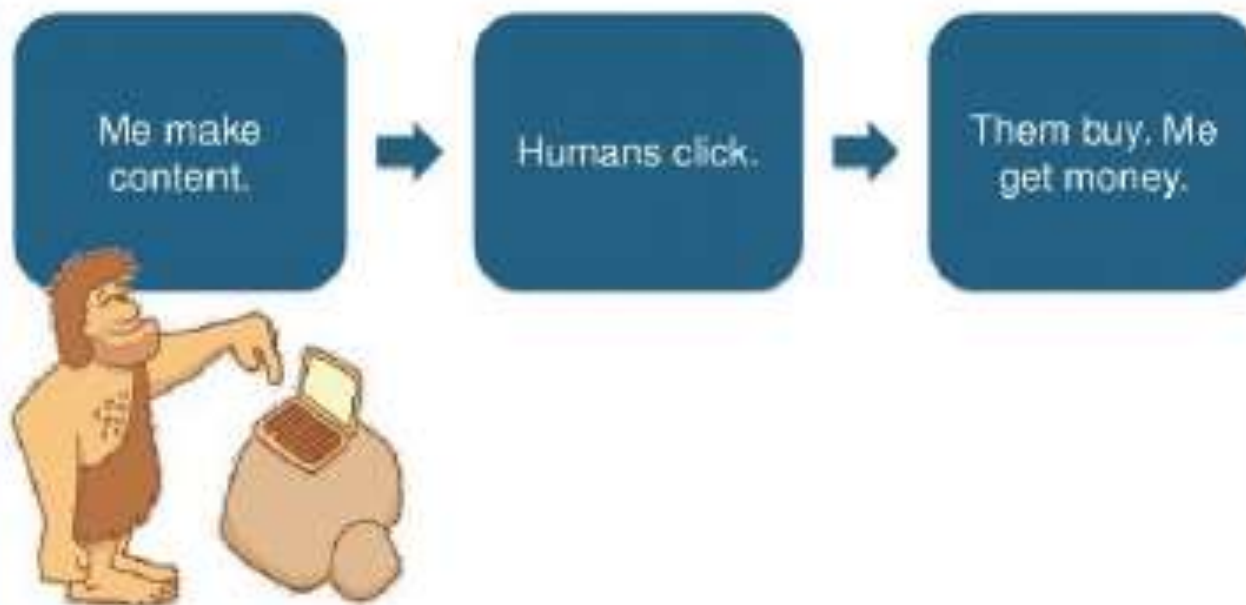 Me make
content.
Humans click.
Them buy. Me
get money.